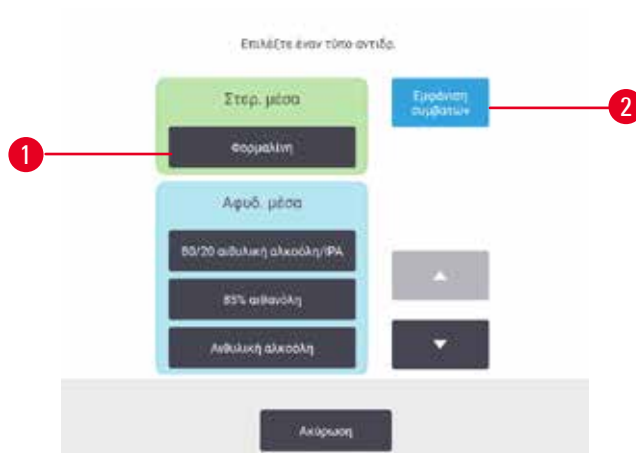 Επιλέξτε έναν τύπο αντιδρ.
Στερ. μέσα
Εμφάνιση
συμβατών
2
1
Φορμαλίνη
Αφυδ. μέσα
80/20 αιθυλική αλκοόλη/IPA
85% αιθανόλη
Αιθυλική αλκοόλη
Ακύρωση